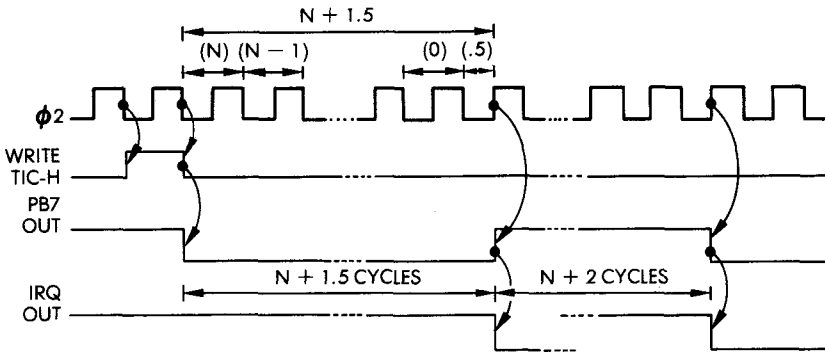 N + 1.5
(N) (N − 1) (0) (.5)
ϕ2
WRITE
TIC-H
PB7
OUT
N + 1.5 CYCLES N + 2 CYCLES
IRQ
OUT